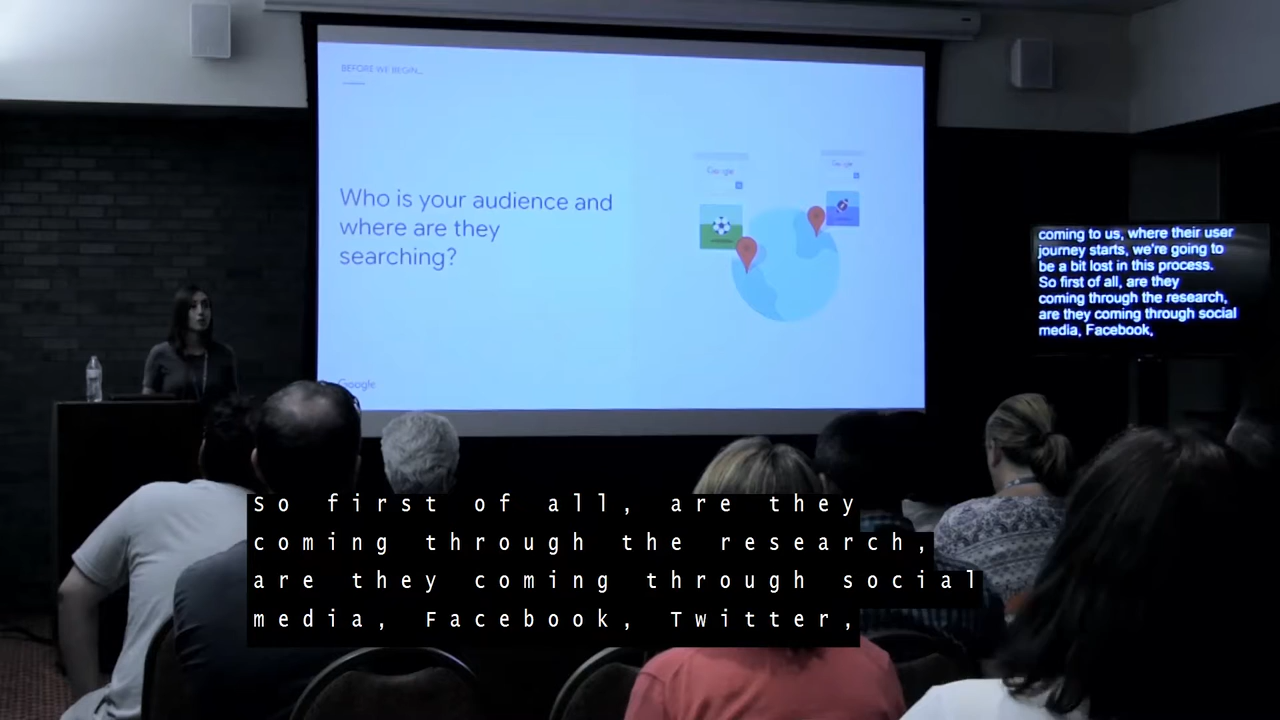 BEFORE WE BEGIN...
Who is your audience and
where are they
searching?
Google
Google
Google
coming to us, where their user
journey starts, we're going to
be a bit lost in this process.
So first of all, are they
coming through the research,
are they coming through social
media, Facebook,
So first of all, are they
coming through the research,
are they coming through social
media, Facebook, Twitter,